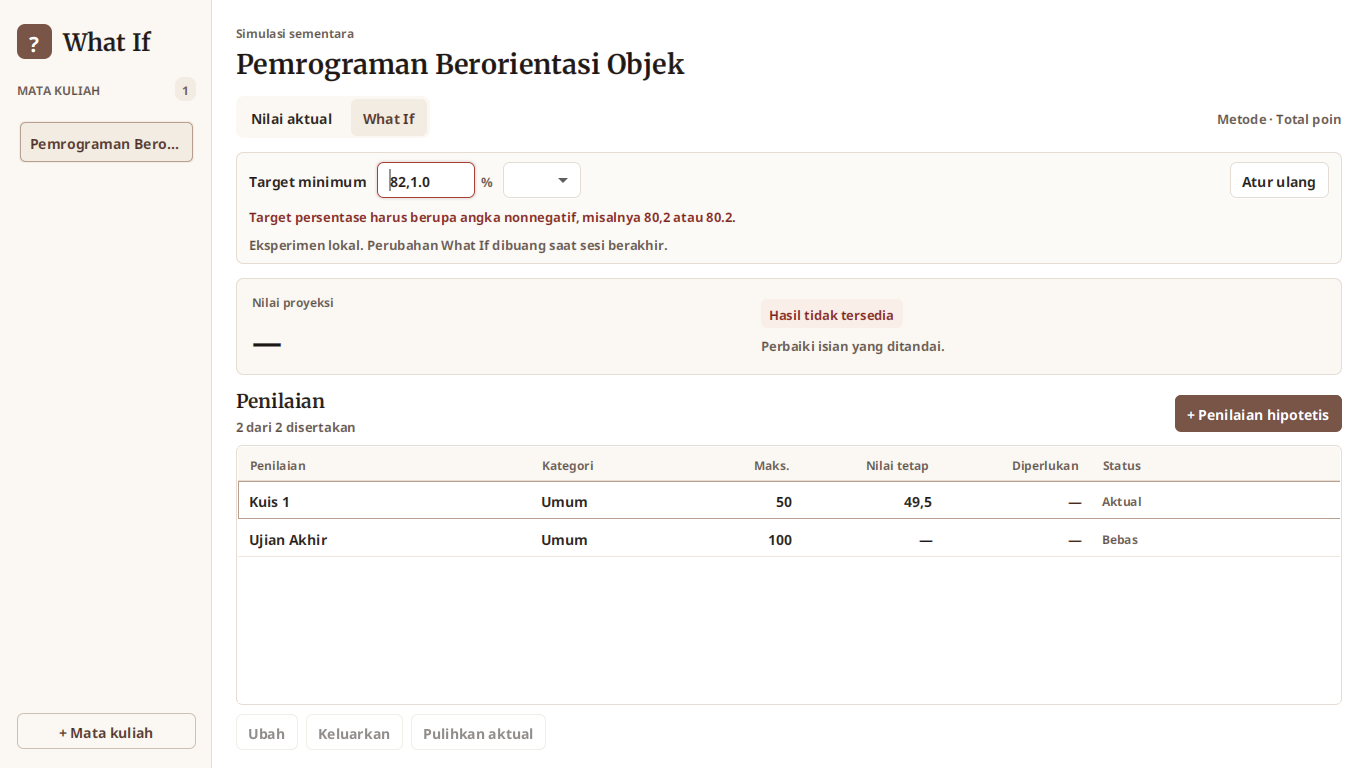 ? What If
MATA KULIAH 1
Pemrograman Bero...
+ Mata kuliah
Simulasi sementara
Pemrograman Berorientasi Objek
Nilai aktual What If Metode · Total poin
Target minimum 82,1.0 % Atur ulang
Target persentase harus berupa angka nonnegatif, misalnya 80,2 atau 80.2.
Eksperimen lokal. Perubahan What If dibuang saat sesi berakhir.
Nilai proyeksi
—
Hasil tidak tersedia
Perbaiki isian yang ditandai.
Penilaian
2 dari 2 disertakan
+ Penilaian hipotetis
Penilaian Kategori Maks. Nilai tetap Diperlukan Status
Kuis 1 Umum 50 49,5 — Aktual
Ujian Akhir Umum 100 — — Bebas
Ubah Keluarkan Pulihkan aktual